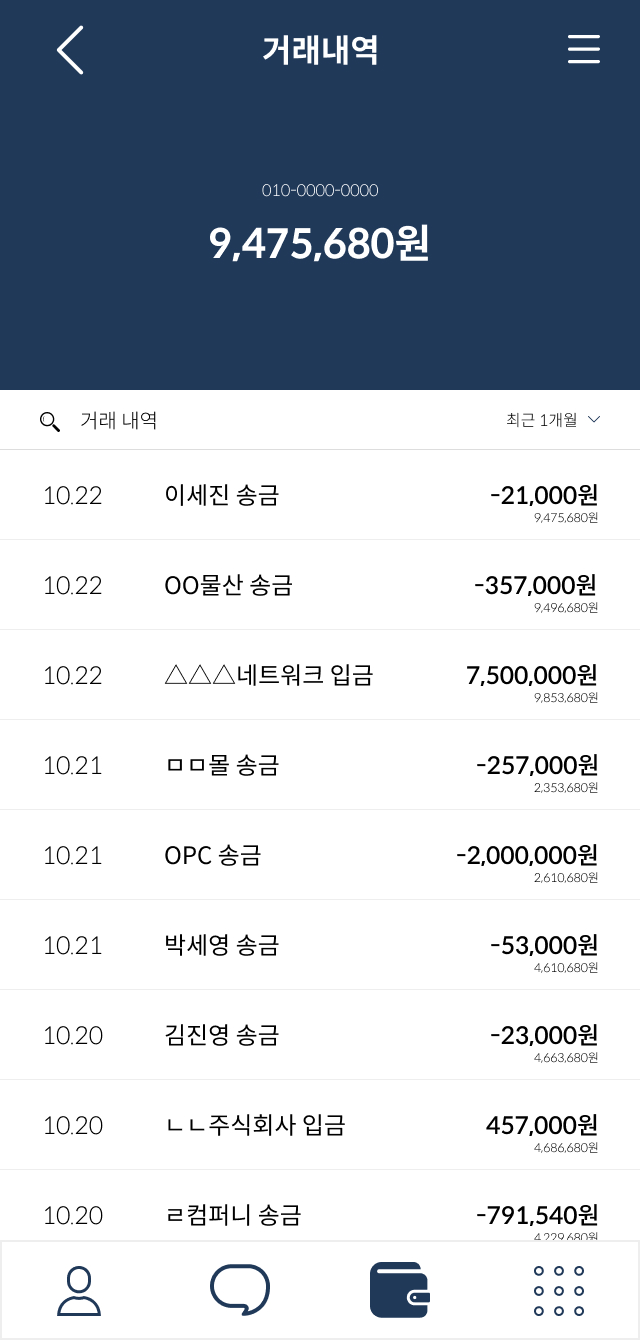 거래내역
010-0000-0000
9,475,680원
거래 내역 최근 1개월
10.22 이세진 송금 -21,000원
9,475,680원
10.22 OO물산 송금 -357,000원
9,496,680원
10.22 △△△네트워크 입금 7,500,000원
9,853,680원
10.21 ㅁㅁ몰 송금 -257,000원
2,353,680원
10.21 OPC 송금 -2,000,000원
2,610,680원
10.21 박세영 송금 -53,000원
4,610,680원
10.20 김진영 송금 -23,000원
4,663,680원
10.20 ㄴㄴ주식회사 입금 457,000원
4,686,680원
10.20 ㄹ컴퍼니 송금 -791,540원
4,229,680원